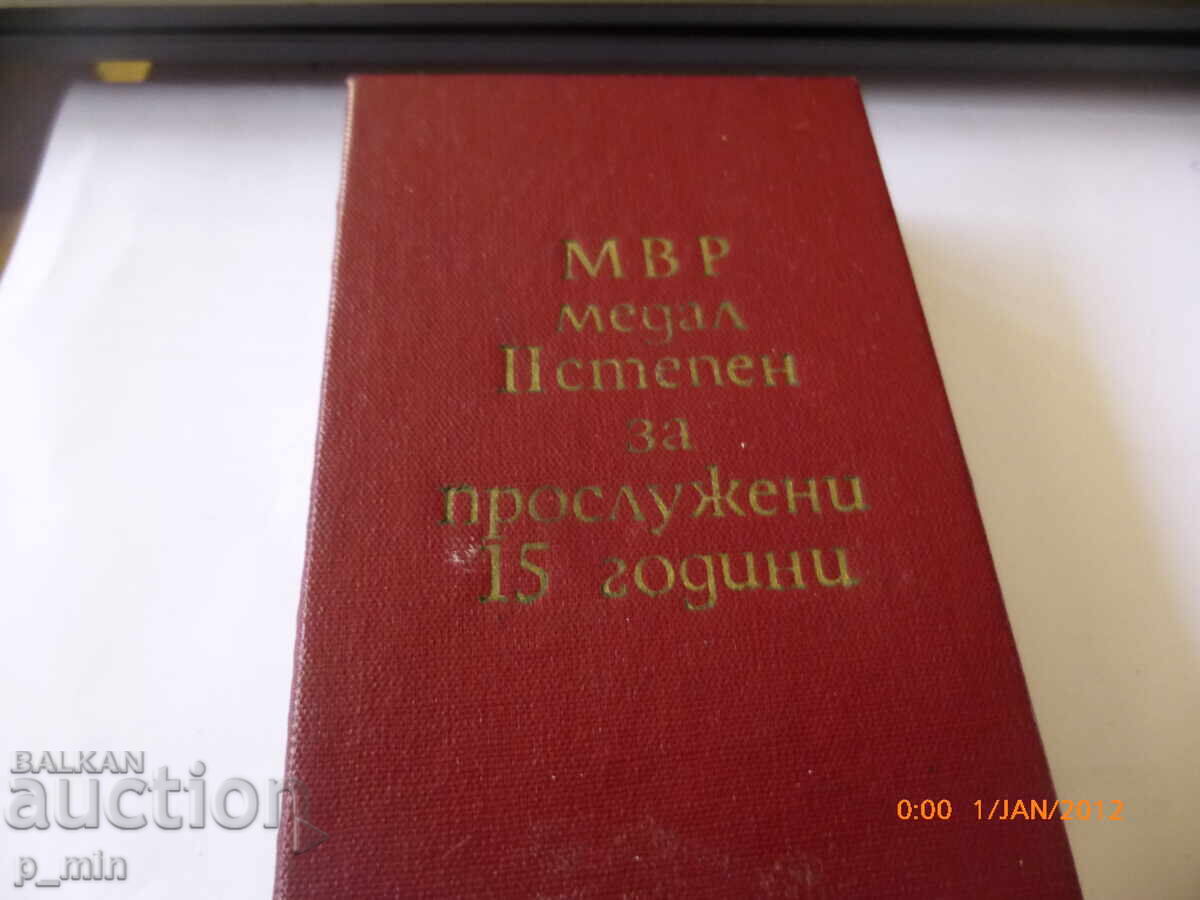 МВР
медал
II степен
за
прослужени
15 години
BALKAN
auction
p_min
0:00 1/JAN/2012